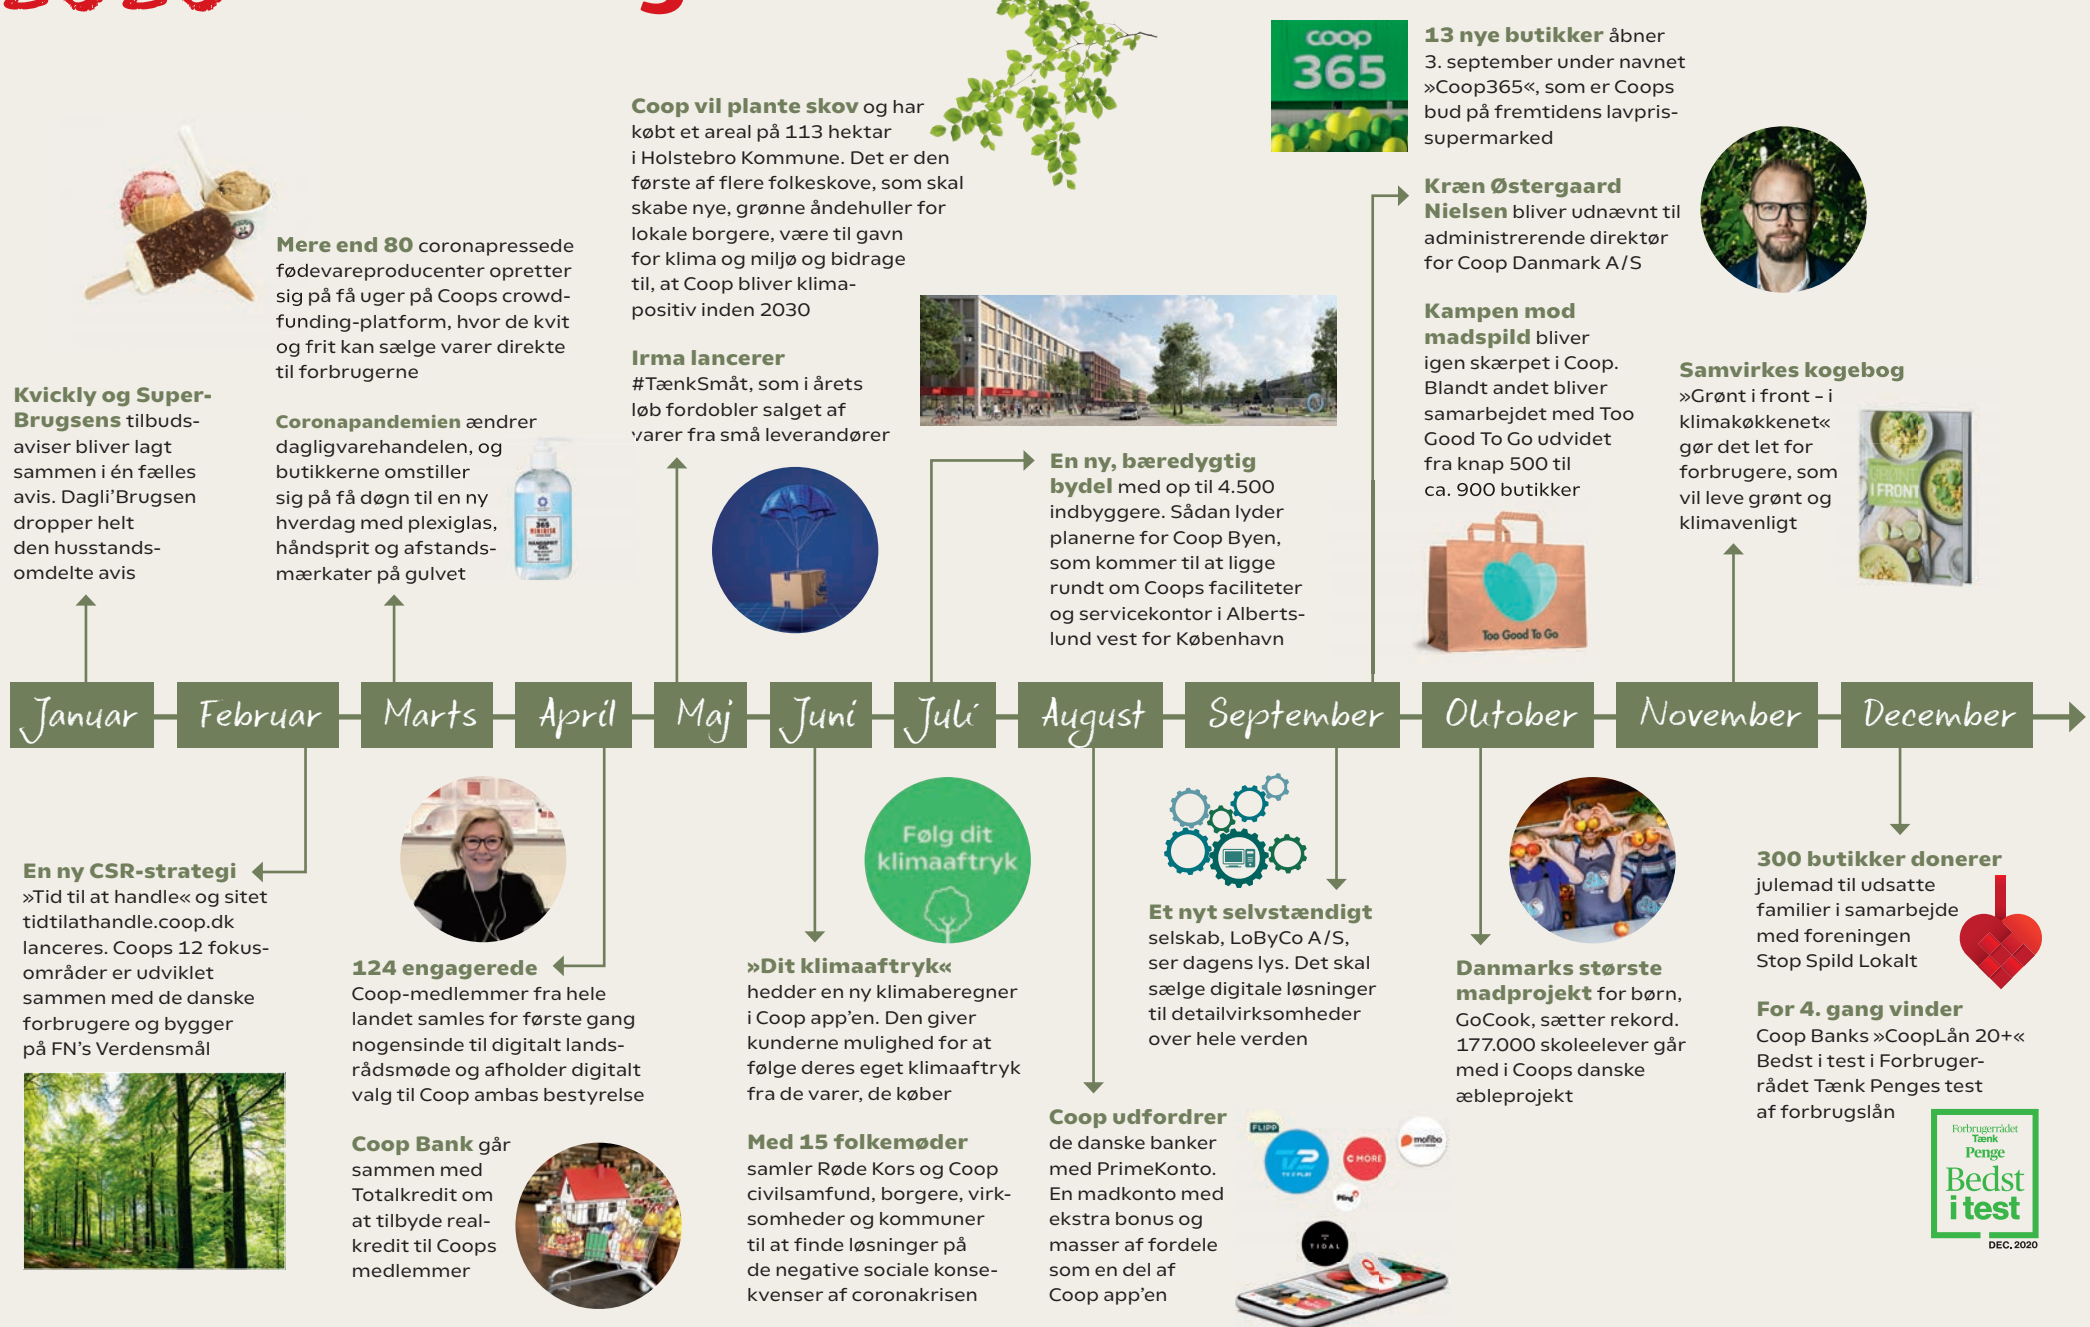 2020
Kvickly og Super-
Brugsens tilbuds-
aviser bliver lagt
sammen i én fælles
avis. Dagli'Brugsen
dropper helt
den husstands-
omdelte avis
Mere end 80 coronapressede
fødevareproducenter opretter
sig på få uger på Coops crowd-
funding-platform, hvor de kvit
og frit kan sælge varer direkte
til forbrugerne
Coronapandemien ændrer
dagligvarehandelen, og
butikkerne omstiller
sig på få døgn til en ny
hverdag med plexiglas,
håndsprit og afstands-
mærkater på gulvet
365
HÅNDSPRIT
GEL
Coop vil plante skov og har
købt et areal på 113 hektar
i Holstebro Kommune. Det er den
første af flere folkeskove, som skal
skabe nye, grønne åndehuller for
lokale borgere, være til gavn
for klima og miljø og bidrage
til, at Coop bliver klima-
positiv inden 2030
Irma lancerer
#TænkSmåt, som i årets
løb fordobler salget af
varer fra små leverandører
En ny, bæredygtig
bydel med op til 4.500
indbyggere. Sådan lyder
planerne for Coop Byen,
som kommer til at ligge
rundt om Coops faciliteter
og servicekontor i Alberts-
lund vest for København
coop
365
13 nye butikker åbner
3. september under navnet
»Coop365«, som er Coops
bud på fremtidens lavpris-
supermarked
Kræn Østergaard
Nielsen bliver udnævnt til
administrerende direktør
for Coop Danmark A/S
Kampen mod
madspild bliver
igen skærpet i Coop.
Blandt andet bliver
samarbejdet med Too
Good To Go udvidet
fra knap 500 til
ca. 900 butikker
Too Good To Go
Samvirkes kogebog
»Grønt i front – i
klimakøkkenet«
gør det let for
forbrugere, som
vil leve grønt og
klimavenligt
GRØNT
I FRONT
Januar
Februar
Marts
April
Maj
Juni
Juli
August
September
Oktober
November
December
En ny CSR-strategi
»Tid til at handle« og sitet
tidtilathandle.coop.dk
lanceres. Coops 12 fokus-
områder er udviklet
sammen med de danske
forbrugere og bygger
på FN's Verdensmål
124 engagerede
Coop-medlemmer fra hele
landet samles for første gang
nogensinde til digitalt lands-
rådsmøde og afholder digitalt
valg til Coop ambas bestyrelse
Coop Bank går
sammen med
Totalkredit om
at tilbyde real-
kredit til Coops
medlemmer
Følg dit
klimaaftryk
»Dit klimaaftryk«
hedder en ny klimaberegner
i Coop app'en. Den giver
kunderne mulighed for at
følge deres eget klimaaftryk
fra de varer, de køber
Med 15 folkemøder
samler Røde Kors og Coop
civilsamfund, borgere, virk-
somheder og kommuner
til at finde løsninger på
de negative sociale konse-
kvenser af coronakrisen
Coop udfordrer
de danske banker
med PrimeKonto.
En madkonto med
ekstra bonus og
masser af fordele
som en del af
Coop app'en
FLIPP
TV 2 PLAY
C MORE
mofibo
Pling
TIDAL
OK
Et nyt selvstændigt
selskab, LoByCo A/S,
ser dagens lys. Det skal
sælge digitale løsninger
til detailvirksomheder
over hele verden
Danmarks største
madprojekt for børn,
GoCook, sætter rekord.
177.000 skoleelever går
med i Coops danske
æbleprojekt
300 butikker donerer
julemad til udsatte
familier i samarbejde
med foreningen
Stop Spild Lokalt
For 4. gang vinder
Coop Banks »CoopLån 20+«
Bedst i test i Forbruger-
rådet Tænk Penges test
af forbrugslån
Forbrugerrådet
Tænk
Penge
Bedst
i test
DEC. 2020